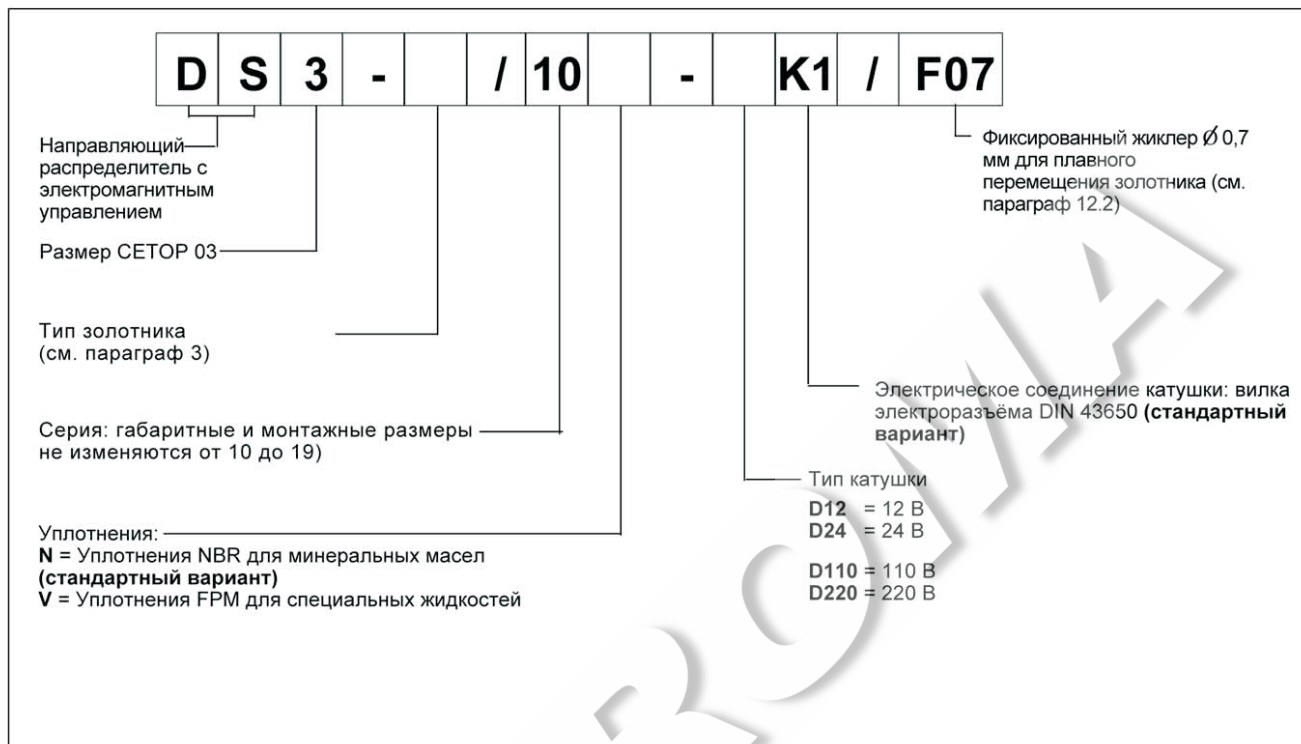 D S 3 - / 10 - K1 / F07
Направляющий
распределитель с
электромагнитным
управлением
Размер CETOP 03
Тип золотника
(см. параграф 3)
Серия: габаритные и монтажные размеры
не изменяются от 10 до 19)
Уплотнения:
N = Уплотнения NBR для минеральных масел
(стандартный вариант)
V = Уплотнения FPM для специальных жидкостей
Фиксированный жиклер Ø 0,7
мм для плавного
перемещения золотника (см.
параграф 12.2)
Электрическое соединение катушки: вилка
электроразъёма DIN 43650 (стандартный
вариант)
Тип катушки
D12 = 12 В
D24 = 24 В
D110 = 110 В
D220 = 220 В
ROMA